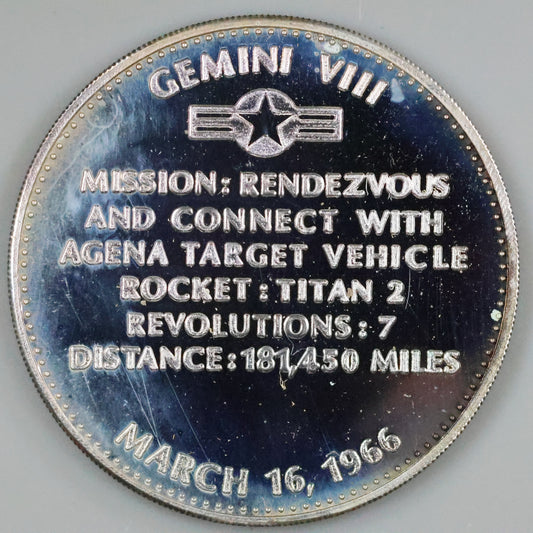 GEMINI VIII
MISSION: RENDEZVOUS
AND CONNECT WITH
AGENA TARGET VEHICLE
ROCKET: TITAN 2
REVOLUTIONS: 7
DISTANCE: 181,450 MILES
MARCH 16, 1966